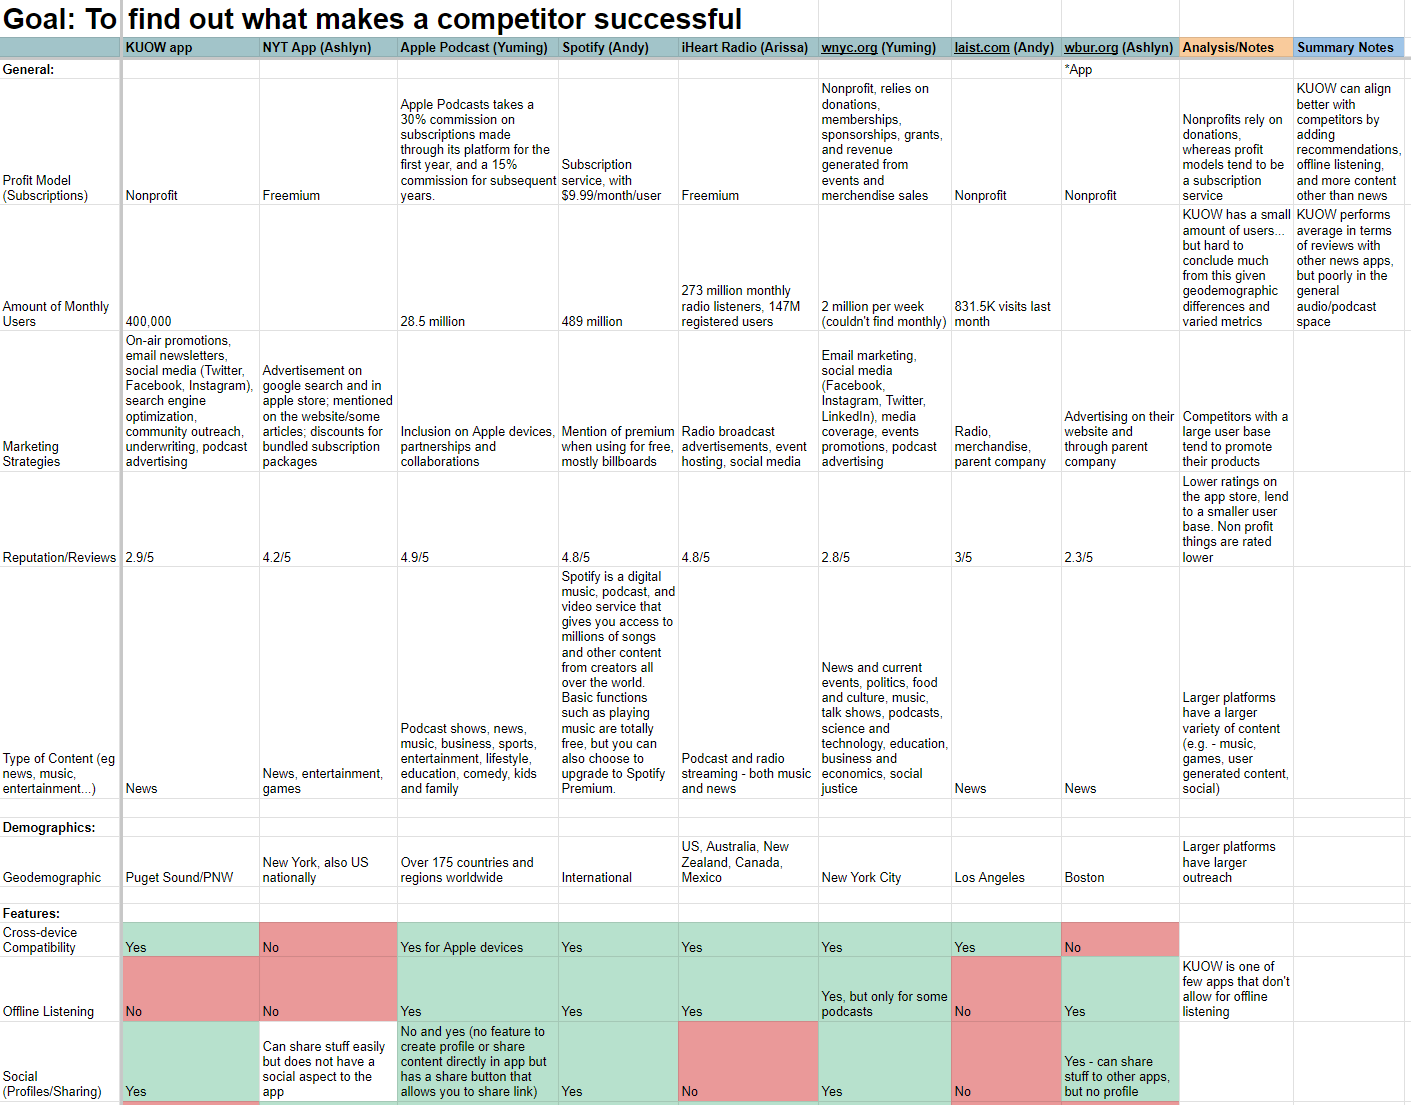 Goal: To find out what makes a competitor successful
KUOW app
NYT App (Ashlyn)
Apple Podcast (Yuming)
Spotify (Andy)
iHeart Radio (Arissa)
wnyc.org (Yuming)
laist.com (Andy)
wbur.org (Ashlyn)
Analysis/Notes
Summary Notes
General:
*App
Profit Model
(Subscriptions)
Nonprofit
Freemium
Apple Podcasts takes a
30% commission on
subscriptions made
through its platform for the
first year, and a 15%
commission for subsequent
years.
Subscription
service, with
$9.99/month/user
Freemium
Nonprofit, relies on
donations,
memberships,
sponsorships, grants,
and revenue
generated from
events and
merchandise sales
Nonprofit
Nonprofit
Nonprofits rely on
donations,
whereas profit
models tend to be
a subscription
service
KUOW can align
better with
competitors by
adding
recommendations,
offline listening,
and more content
other than news
Amount of Monthly
Users
400,000
28.5 million
489 million
273 million monthly
radio listeners, 147M
registered users
2 million per week
(couldn't find monthly)
831.5K visits last
month
KUOW has a small
amount of users...
but hard to
conclude much
from this given
geodemographic
differences and
varied metrics
KUOW performs
average in terms
of reviews with
other news apps,
but poorly in the
general
audio/podcast
space
Marketing
Strategies
On-air promotions,
email newsletters,
social media (Twitter,
Facebook, Instagram),
search engine
optimization,
community outreach,
underwriting, podcast
advertising
Advertisement on
google search and in
apple store; mentioned
on the website/some
articles; discounts for
bundled subscription
packages
Inclusion on Apple devices,
partnerships and
collaborations
Mention of premium
when using for free,
mostly billboards
Radio broadcast
advertisements, event
hosting, social media
Email marketing,
social media
(Facebook,
Instagram, Twitter,
LinkedIn), media
coverage, events
promotions, podcast
advertising
Radio,
merchandise,
parent company
Advertising on their
website and
through parent
company
Competitors with a
large user base
tend to promote
their products
Reputation/Reviews
2.9/5
4.2/5
4.9/5
4.8/5
4.8/5
2.8/5
3/5
2.3/5
Lower ratings on
the app store, lend
to a smaller user
base. Non profit
things are rated
lower
Type of Content (eg
news, music,
entertainment...)
News
News, entertainment,
games
Podcast shows, news,
music, business, sports,
entertainment, lifestyle,
education, comedy, kids
and family
Spotify is a digital
music, podcast, and
video service that
gives you access to
millions of songs
and other content
from creators all
over the world.
Basic functions
such as playing
music are totally
free, but you can
also choose to
upgrade to Spotify
Premium.
Podcast and radio
streaming - both music
and news
News and current
events, politics, food
and culture, music,
talk shows, podcasts,
science and
technology, education,
business and
economics, social
justice
News
News
Larger platforms
have a larger
variety of content
(e.g. - music,
games, user
generated content,
social)
Demographics:
Geodemographic
Puget Sound/PNW
New York, also US
nationally
Over 175 countries and
regions worldwide
International
US, Australia, New
Zealand, Canada,
Mexico
New York City
Los Angeles
Boston
Larger platforms
have larger
outreach
Features:
Cross-device
Compatibility
Yes
No
Yes for Apple devices
Yes
Yes
Yes
Yes
No
Offline Listening
No
No
Yes
Yes
Yes
Yes, but only for some
podcasts
No
Yes
KUOW is one of
few apps that don't
allow for offline
listening
Social
(Profiles/Sharing)
Yes
Can share stuff easily
but does not have a
social aspect to the
app
No and yes (no feature to
create profile or share
content directly in app but
has a share button that
allows you to share link)
Yes
No
Yes
No
Yes - can share
stuff to other apps,
but no profile